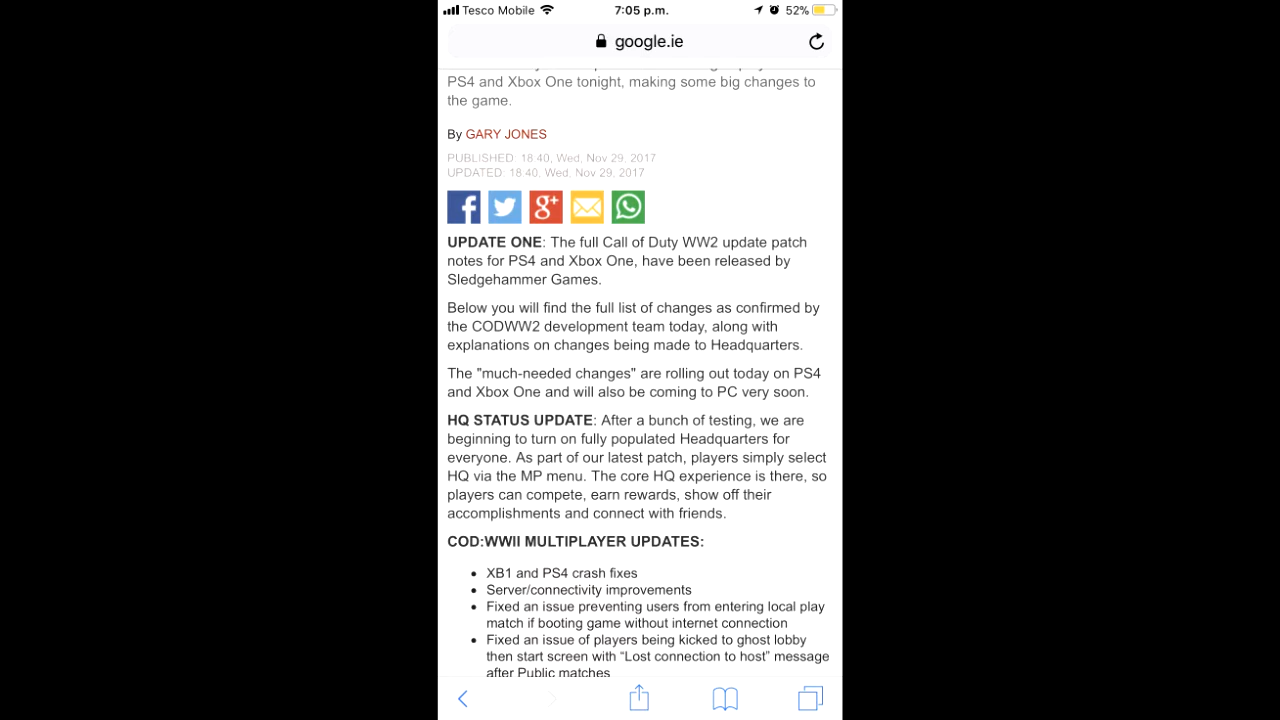 Tesco Mobile 7:05 p.m. 52%
google.ie
PS4 and Xbox One tonight, making some big changes to
the game.
By GARY JONES
PUBLISHED: 18:40, Wed, Nov 29, 2017
UPDATED: 18:40, Wed, Nov 29, 2017
f g+
UPDATE ONE: The full Call of Duty WW2 update patch
notes for PS4 and Xbox One, have been released by
Sledgehammer Games.
Below you will find the full list of changes as confirmed by
the CODWW2 development team today, along with
explanations on changes being made to Headquarters.
The "much-needed changes" are rolling out today on PS4
and Xbox One and will also be coming to PC very soon.
HQ STATUS UPDATE: After a bunch of testing, we are
beginning to turn on fully populated Headquarters for
everyone. As part of our latest patch, players simply select
HQ via the MP menu. The core HQ experience is there, so
players can compete, earn rewards, show off their
accomplishments and connect with friends.
COD:WWII MULTIPLAYER UPDATES:
• XB1 and PS4 crash fixes
• Server/connectivity improvements
• Fixed an issue preventing users from entering local play
match if booting game without internet connection
• Fixed an issue of players being kicked to ghost lobby
then start screen with “Lost connection to host” message
after Public matches